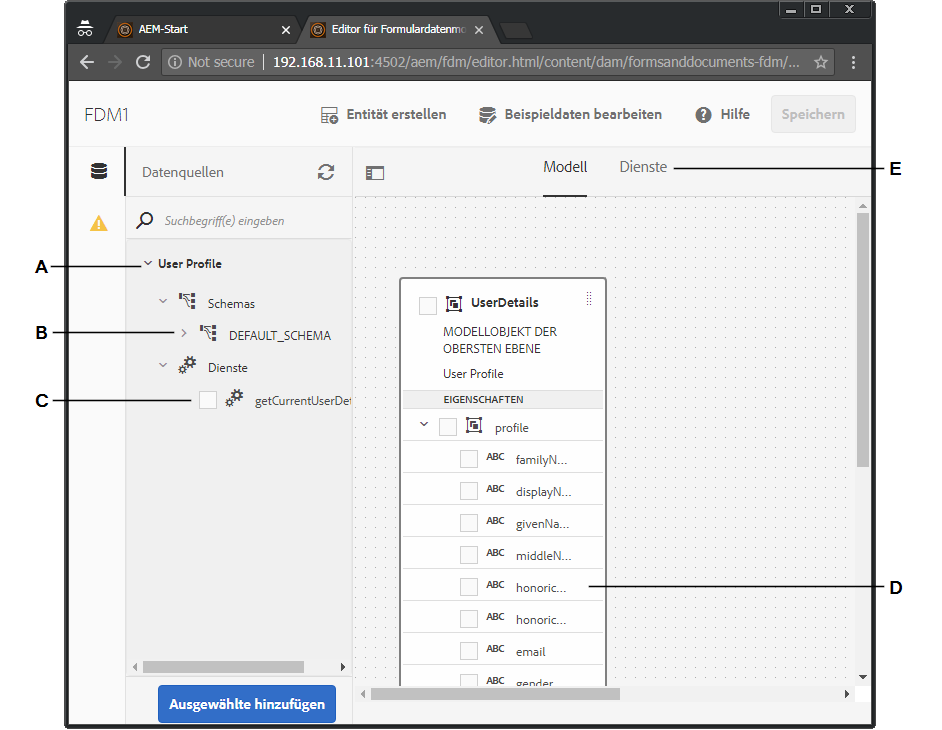 AEM-Start
Editor für Formulardatenmo
Not secure 192.168.11.101:4502/aem/fdm/editor.html/content/dam/formsanddocuments-fdm/...
FDM1
Entität erstellen
Beispieldaten bearbeiten
Hilfe
Speichern
Datenquellen
Modell
Dienste
E
Suchbegriff(e) eingeben
A
User Profile
Schemas
B
DEFAULT_SCHEMA
Dienste
C
getCurrentUserDet
UserDetails
MODELLOBJEKT DER
OBERSTEN EBENE
User Profile
EIGENSCHAFTEN
profile
ABC familyN...
ABC displayN...
ABC givenNa...
ABC middleN...
ABC honoric...
D
ABC honoric...
ABC email
ABC gender
Ausgewählte hinzufügen